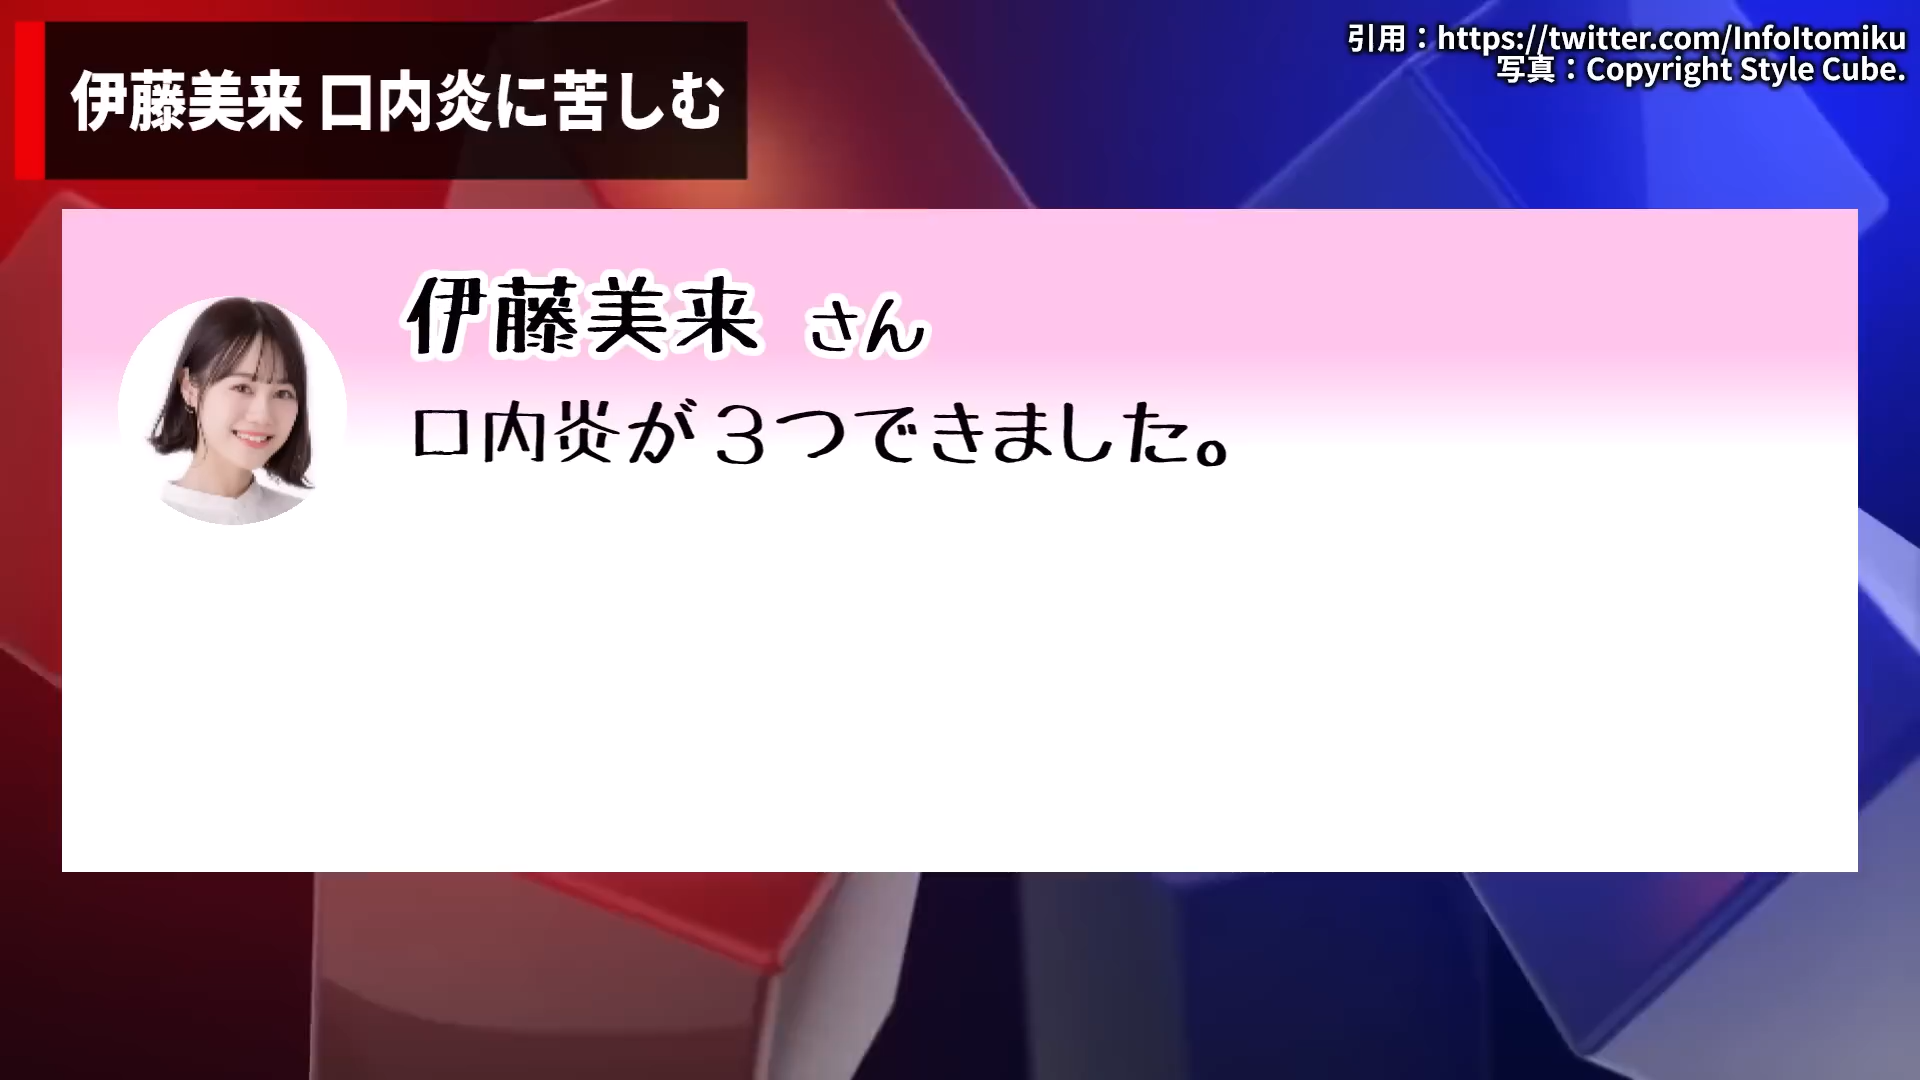 伊藤美来 口内炎に苦しむ
引用：https://twitter.com/InfoItomiku
写真：Copyright Style Cube.
伊藤美来 さん
口内炎が３つできました。